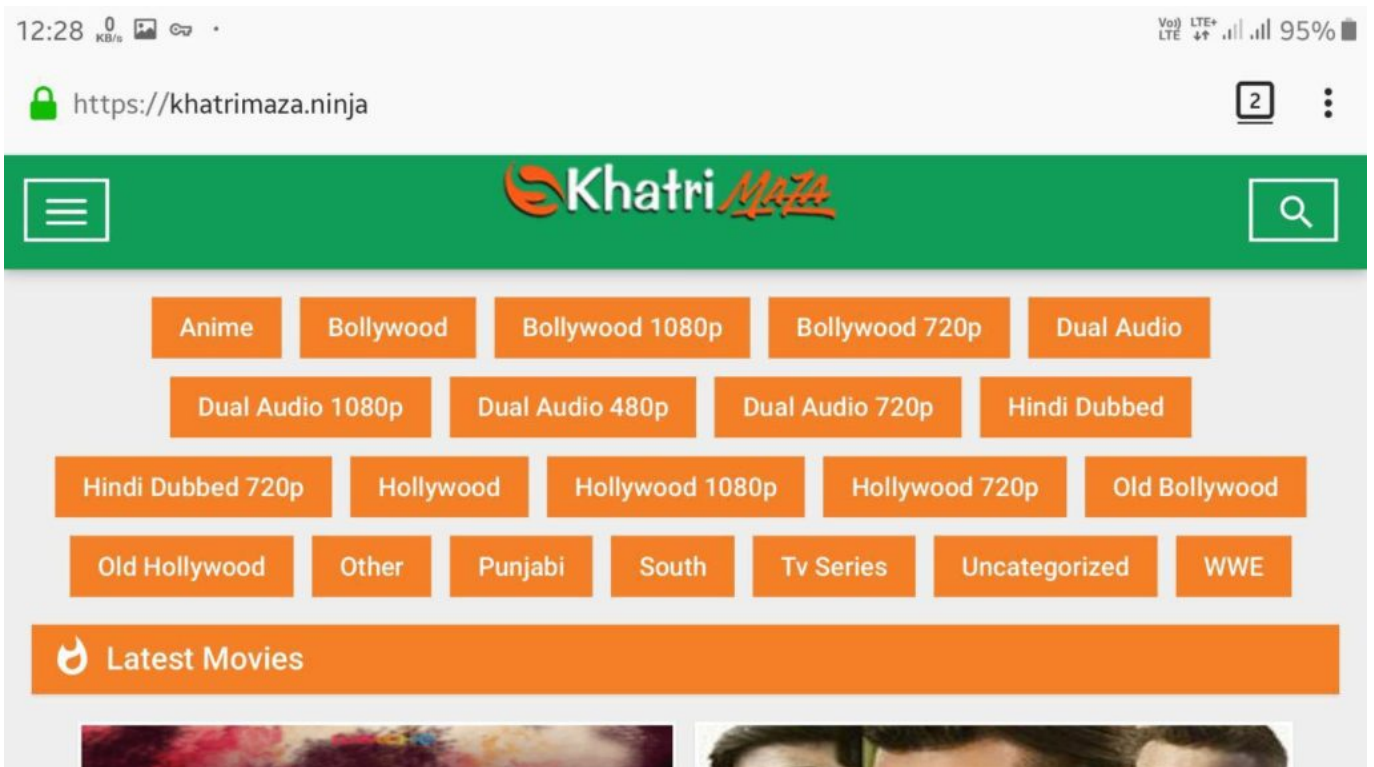 12:28 0 KB/s Vo)) LTE LTE+ 95%
https://khatrimaza.ninja 2
Khatri MAZA
Anime Bollywood Bollywood 1080p Bollywood 720p Dual Audio
Dual Audio 1080p Dual Audio 480p Dual Audio 720p Hindi Dubbed
Hindi Dubbed 720p Hollywood Hollywood 1080p Hollywood 720p Old Bollywood
Old Hollywood Other Punjabi South Tv Series Uncategorized WWE
Latest Movies